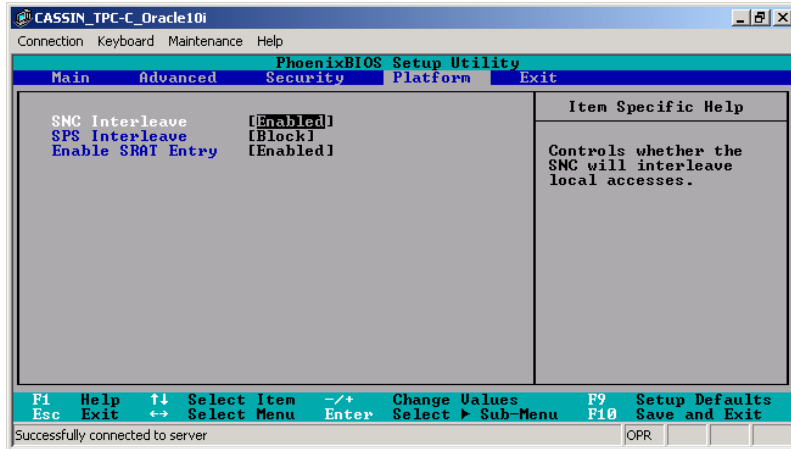 CASSIN_TPC-C_Oracle10i
Connection Keyboard Maintenance Help
PhoenixBIOS Setup Utility
Main Advanced Security Platform Exit
Item Specific Help
SNC Interleave [Enabled]
SPS Interleave [Block]
Enable SRAT Entry [Enabled]
Controls whether the
SNC will interleave
local accesses.
F1 Help ↑↓ Select Item -/+ Change Values F9 Setup Defaults
Esc Exit ↔ Select Menu Enter Select ▶ Sub-Menu F10 Save and Exit
Successfully connected to server OPR